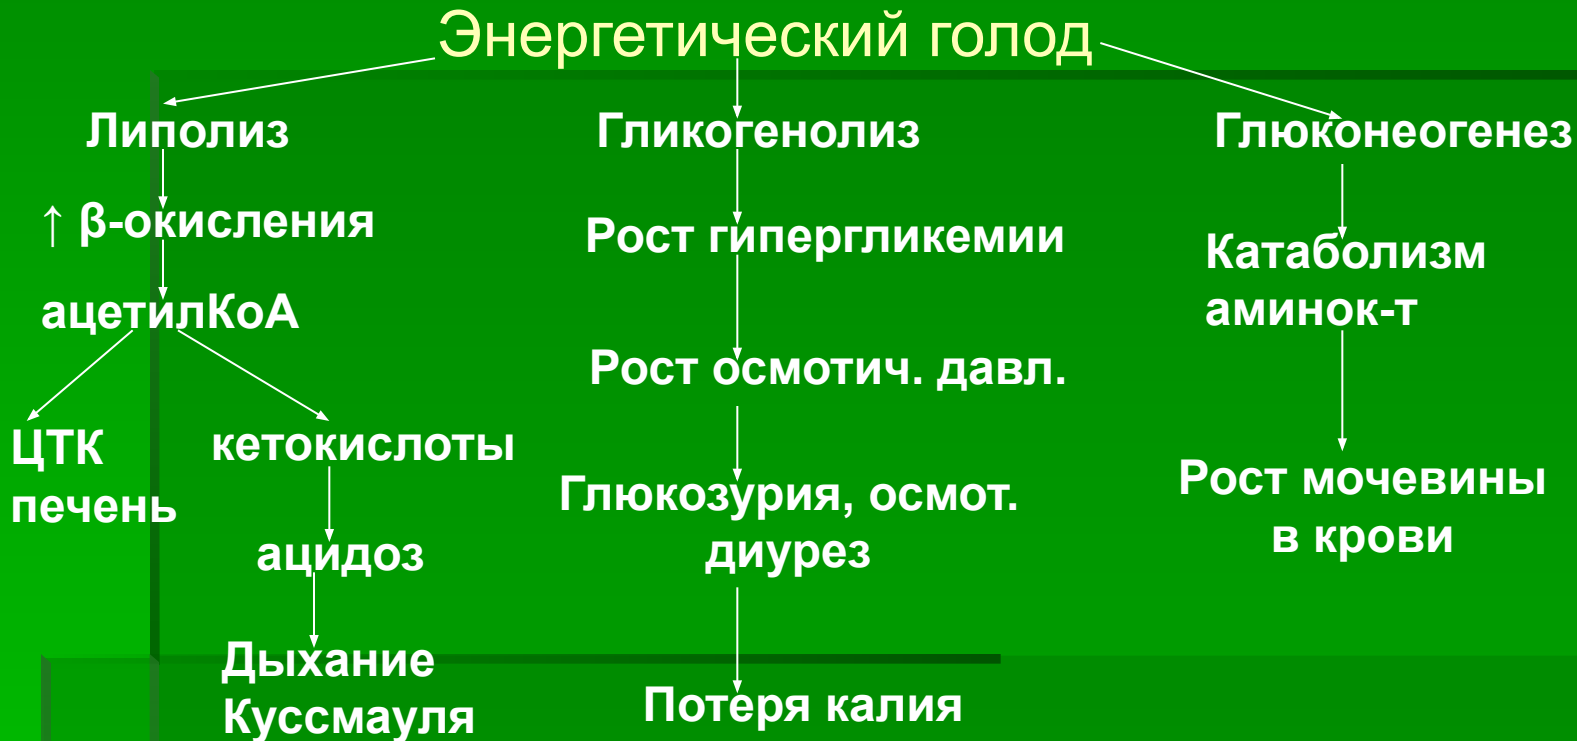 Энергетический голод
Липолиз
Гликогенолиз
Глюконеогенез
↑ β-окисления
Рост гипергликемии
Катаболизм
аминок-т
ацетилКоА
Рост осмотич. давл.
ЦТК
печень
кетокислоты
Глюкозурия, осмот.
диурез
Рост мочевины
в крови
ацидоз
Дыхание
Куссмауля
Потеря калия